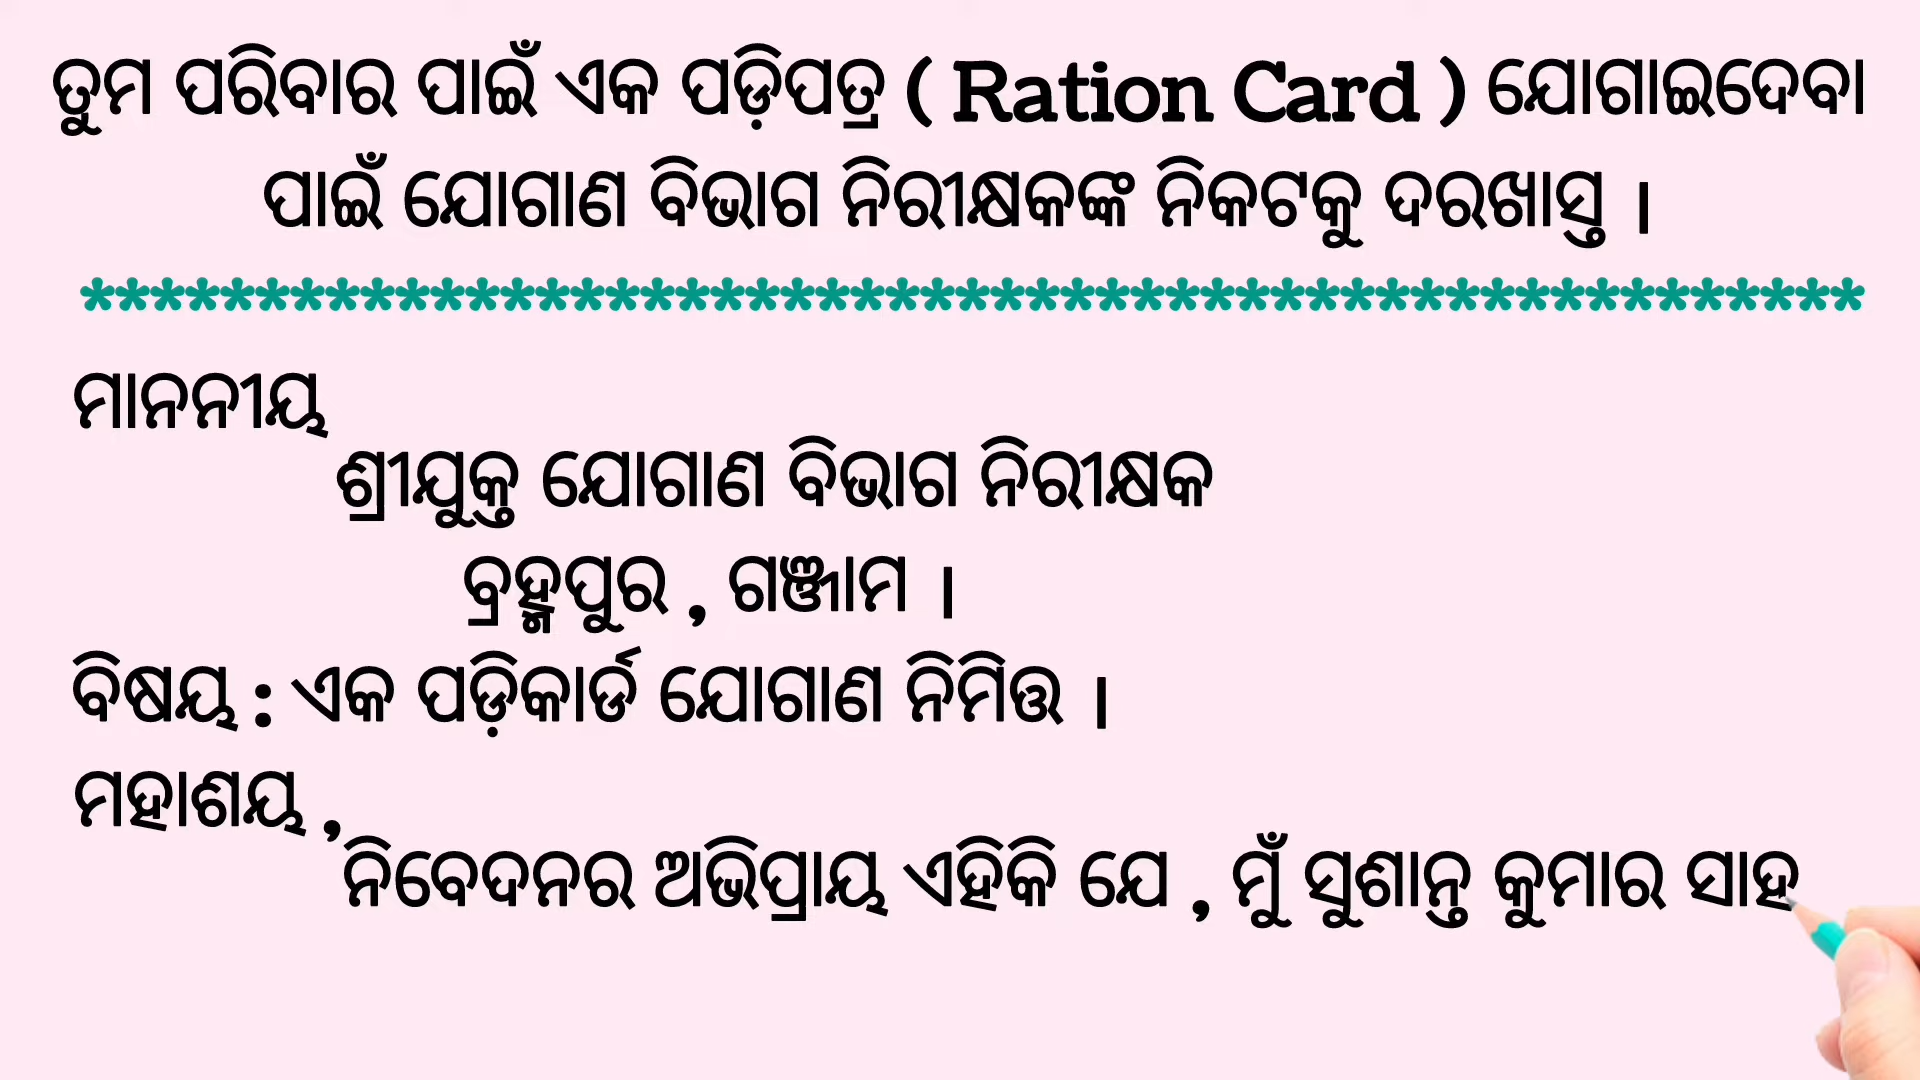 ତୁମ ପରିବାର ପାଇଁ ଏକ ପଡ଼ିପତ୍ର ( Ration Card ) ଯୋଗାଇଦେବା
ପାଇଁ ଯୋଗାଣ ବିଭାଗ ନିରୀକ୍ଷକଙ୍କ ନିକଟକୁ ଦରଖାସ୍ତ ।
***************************************************
ମାନନୀୟ
ଶ୍ରୀଯୁକ୍ତ ଯୋଗାଣ ବିଭାଗ ନିରୀକ୍ଷକ
ବ୍ରହ୍ମପୁର , ଗଞ୍ଜାମ ।
ବିଷୟ : ଏକ ପଡ଼ିକାର୍ଡ ଯୋଗାଣ ନିମିତ୍ତ ।
ମହାଶୟ ,
ନିବେଦନର ଅଭିପ୍ରାୟ ଏହିକି ଯେ , ମୁଁ ସୁଶାନ୍ତ କୁମାର ସାହ